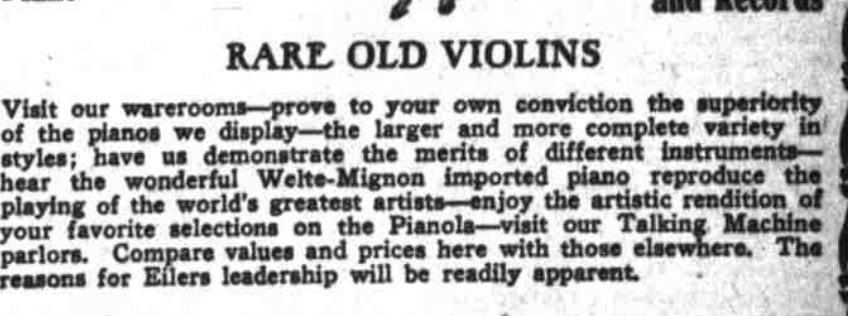 and Records
RARE OLD VIOLINS
Visit our warerooms—prove to your own conviction the superiority
of the pianos we display—the larger and more complete variety in
styles; have us demonstrate the merits of different instruments—
hear the wonderful Welte-Mignon imported piano reproduce the
playing of the world's greatest artists—enjoy the artistic rendition of
your favorite selections on the Pianola—visit our Talking Machine
parlors. Compare values and prices here with those elsewhere. The
reasons for Eilers leadership will be readily apparent.